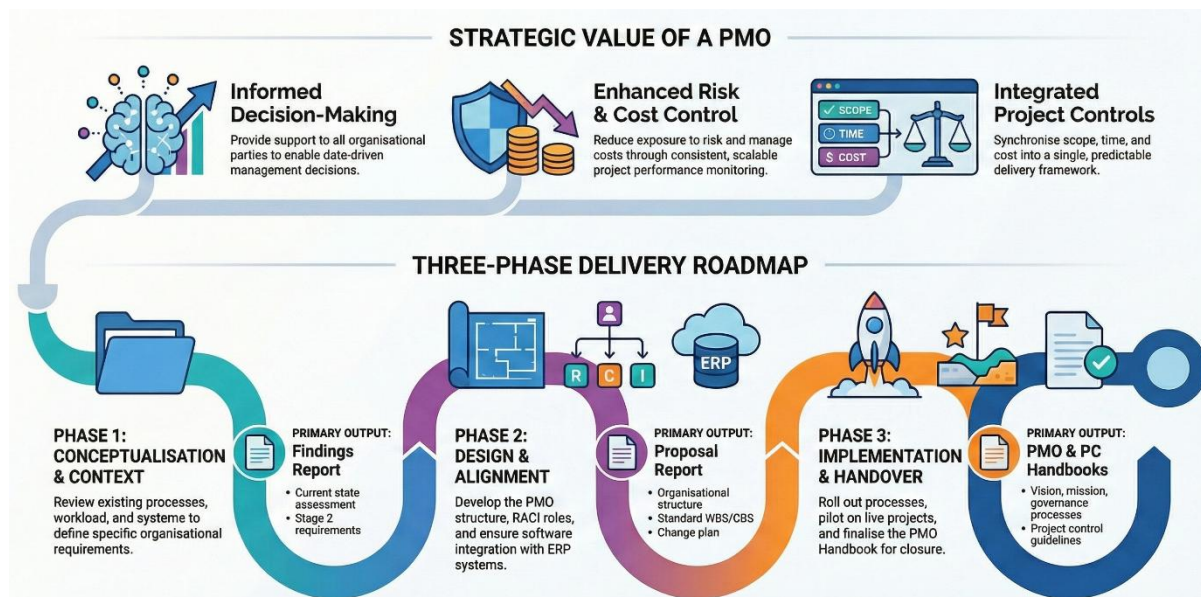 STRATEGIC VALUE OF A PMO
Informed
Decision-Making
Provide support to all organisational
parties to enable date-driven
management decisions.
Enhanced Risk
& Cost Control
Reduce exposure to risk and manage
costs through consistent, scalable
project performance monitoring.
SCOPE
TIME
$ COST
Integrated
Project Controls
Synchronise scope, time, and
cost into a single, predictable
delivery framework.
THREE-PHASE DELIVERY ROADMAP
PHASE 1:
CONCEPTUALISATION
& CONTEXT
Review existing processes,
workload, and systeme to
define specific organisational
requirements.
PRIMARY OUTPUT:
Findings
Report
• Current state
assessment
• Stage 2
requirements
R C I
ERP
PHASE 2:
DESIGN &
ALIGNMENT
Develop the PMO
structure, RACI roles,
and ensure software
integration with ERP
systems.
PRIMARY OUTPUT:
Proposal
Report
• Organisational
structure
• Standard WBS/CBS
• Change plan
PHASE 3:
IMPLEMENTATION
& HANDOVER
Roll out processes,
pilot on live projects,
and finalise the PMO
Handbook for closure.
PRIMARY OUTPUT:
PMO & PC
Handbooks
• Vision, mission,
governance
processes
• Project control
guidelines